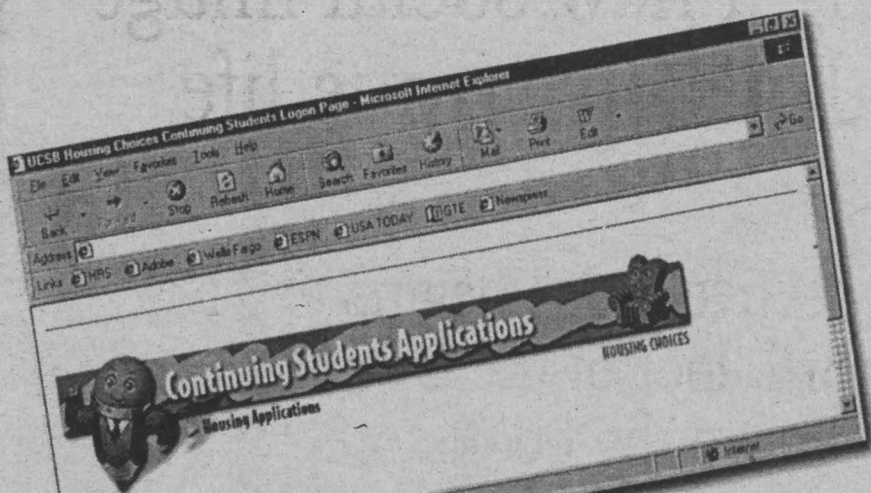 UCSB Housing Choices Continuing Students Logon Page - Microsoft Internet Explorer
File Edit View Favorites Tools Help
Back Stop Refresh Home Search Favorites History Mail Print Edit Go
Address
Links HRS Adobe Wells Fargo ESPN USA TODAY GTE Newspress
Continuing Students Applications
HOUSING CHOICES
Housing Applications
Internet